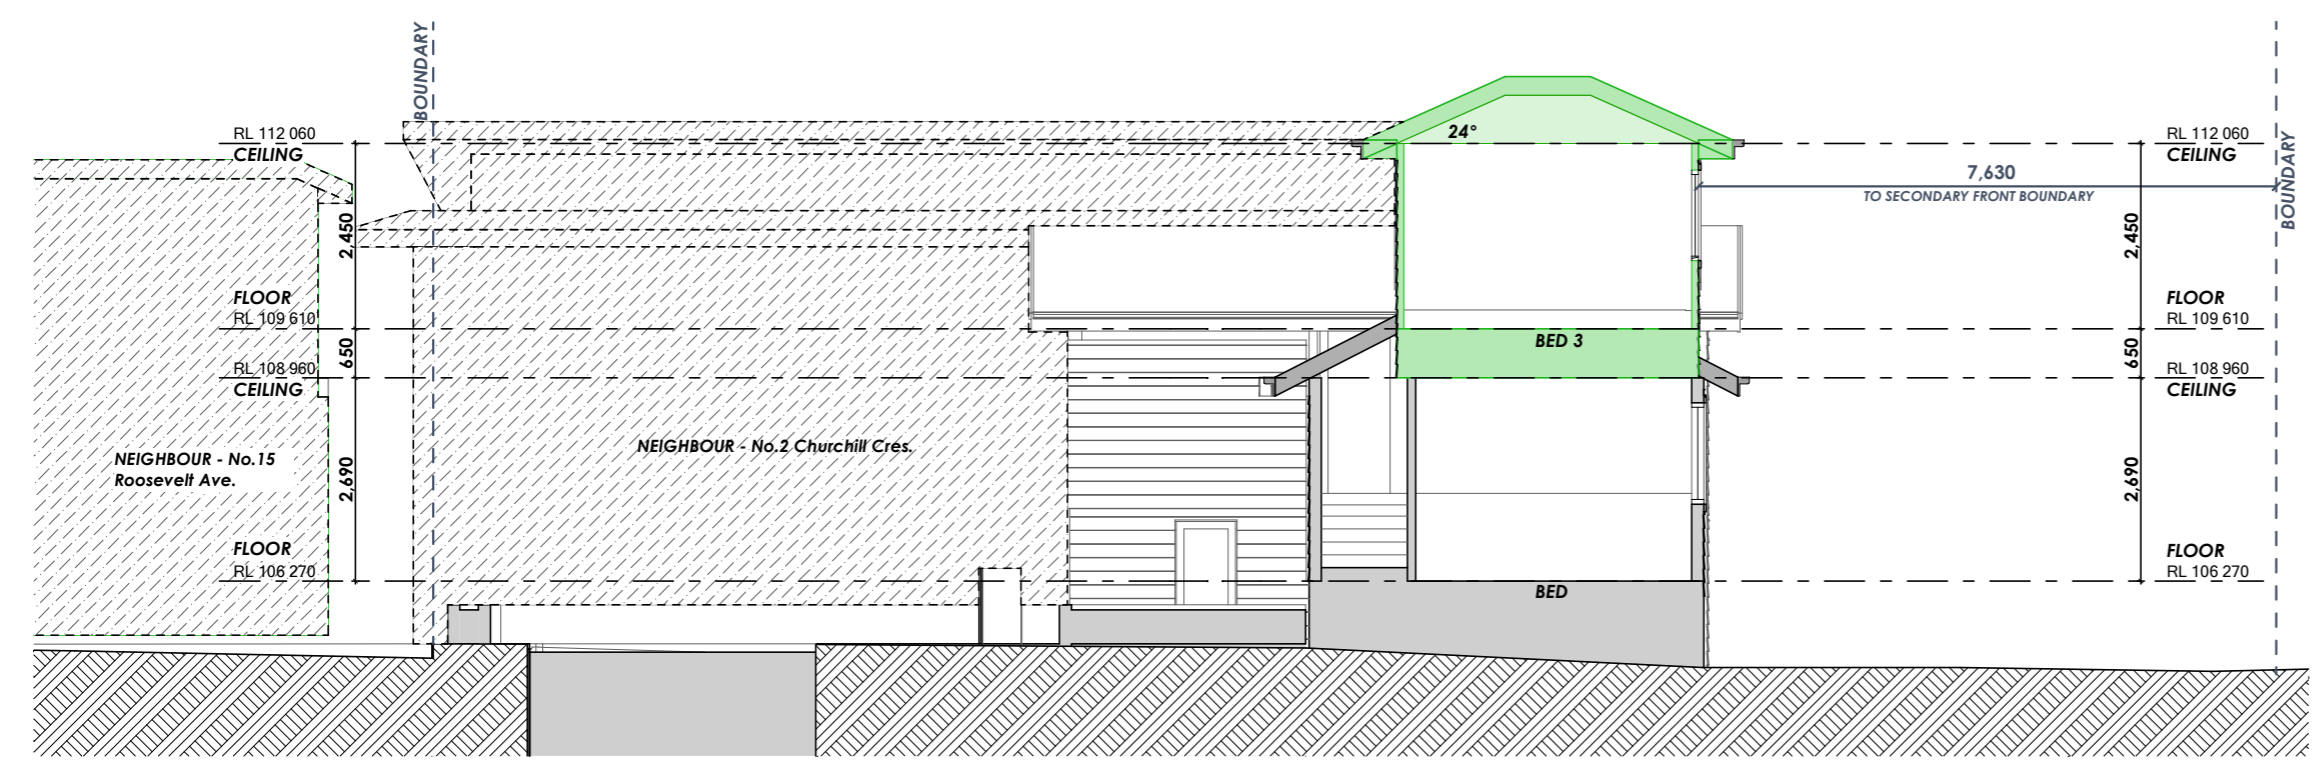 BOUNDARY
RL 112 060
CEILING
2,450
FLOOR
RL 109 610
650
RL 108 960
CEILING
2,690
FLOOR
RL 106 270
NEIGHBOUR - No.15
Roosevelt Ave.
NEIGHBOUR - No.2 Churchill Cres.
24°
BED 3
BED
7,630
TO SECONDARY FRONT BOUNDARY
RL 112 060
CEILING
2,450
FLOOR
RL 109 610
650
RL 108 960
CEILING
2,690
FLOOR
RL 106 270
BOUNDARY